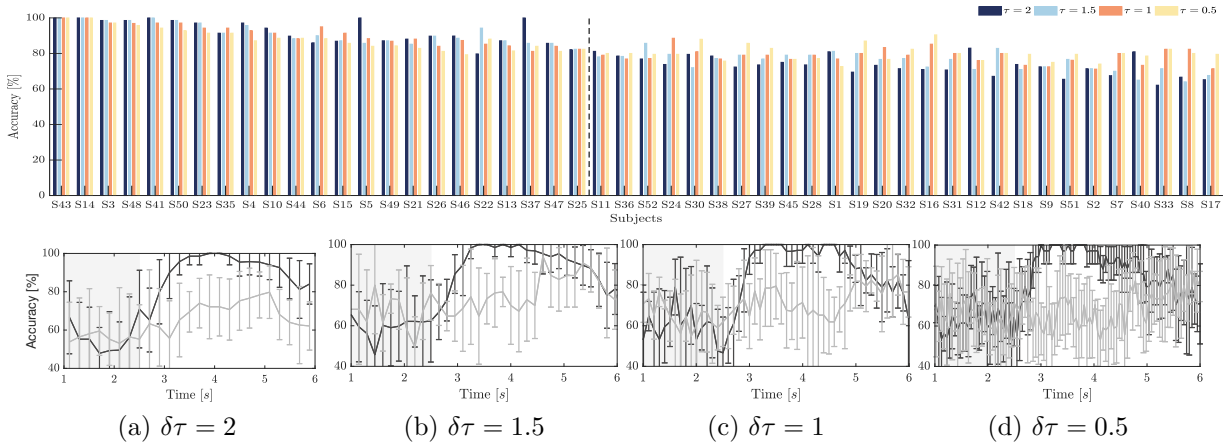 τ = 2 τ = 1.5 τ = 1 τ = 0.5
Accuracy [%]
100
80
60
40
20
0
S43 S14 S3 S48 S41 S50 S23 S35 S4 S10 S44 S6 S15 S5 S49 S21 S26 S46 S22 S13 S37 S47 S25 S11 S36 S52 S24 S30 S38 S27 S39 S45 S28 S1 S19 S20 S32 S16 S31 S12 S42 S18 S9 S51 S2 S7 S40 S33 S8 S17
Subjects
Accuracy [%]
100
80
60
40
1 2 3 4 5 6
Time [s]
100
80
60
40
1 2 3 4 5 6
Time [s]
100
80
60
40
1 2 3 4 5 6
Time [s]
100
80
60
40
1 2 3 4 5 6
Time [s]
(a) δτ = 2 (b) δτ = 1.5 (c) δτ = 1 (d) δτ = 0.5